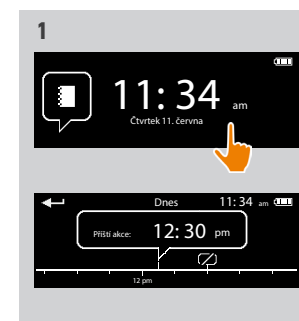 1
11: 34 am
Čtvrtek 11. června
Dnes 11: 34 am
Příští akce: 12: 30 pm
12 pm